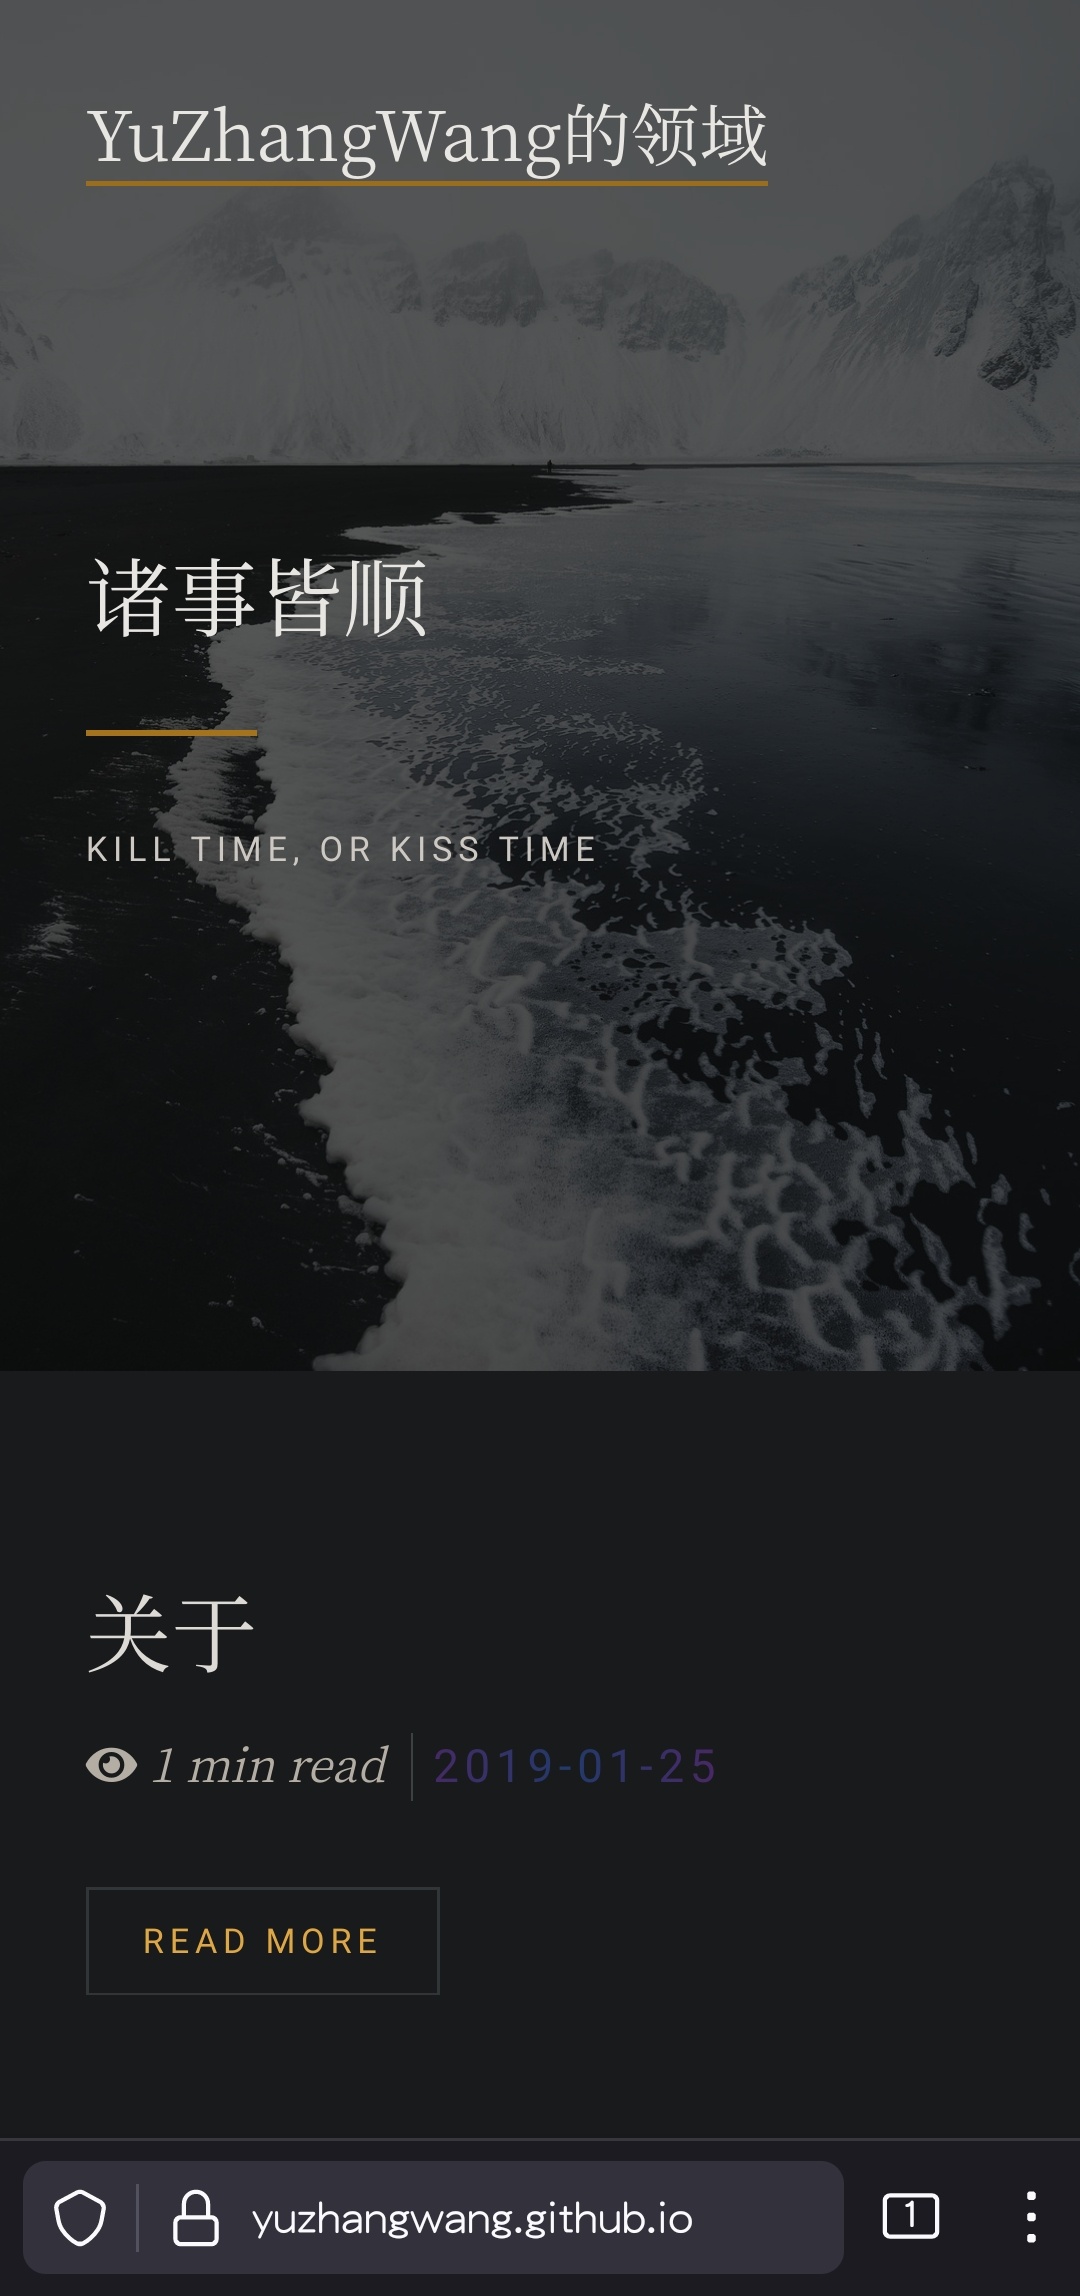 YuZhangWang的领域
诸事皆顺
KILL TIME, OR KISS TIME
关于
1 min read 2019-01-25
READ MORE
yuzhangwang.github.io 1